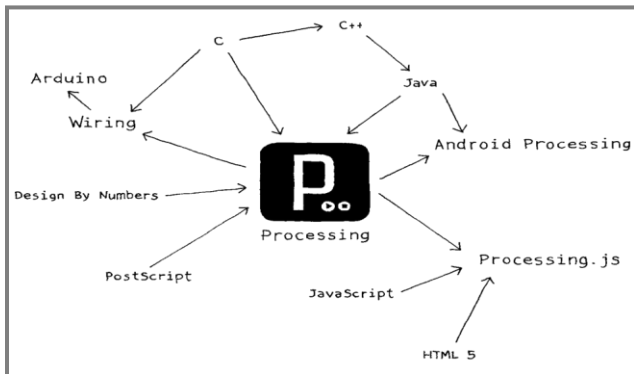 C++
C
Arduino
Java
Wiring
Android Processing
P
Design By Numbers
Processing
Processing.js
PostScript
JavaScript
HTML 5